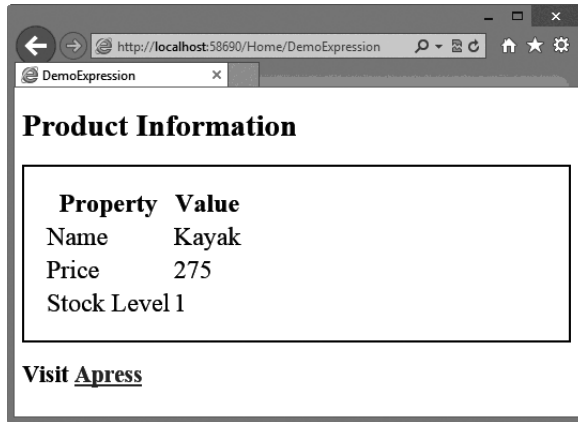 http://localhost:58690/Home/DemoExpression
DemoExpression
Product Information
Property Value
Name Kayak
Price 275
Stock Level 1
Visit Apress